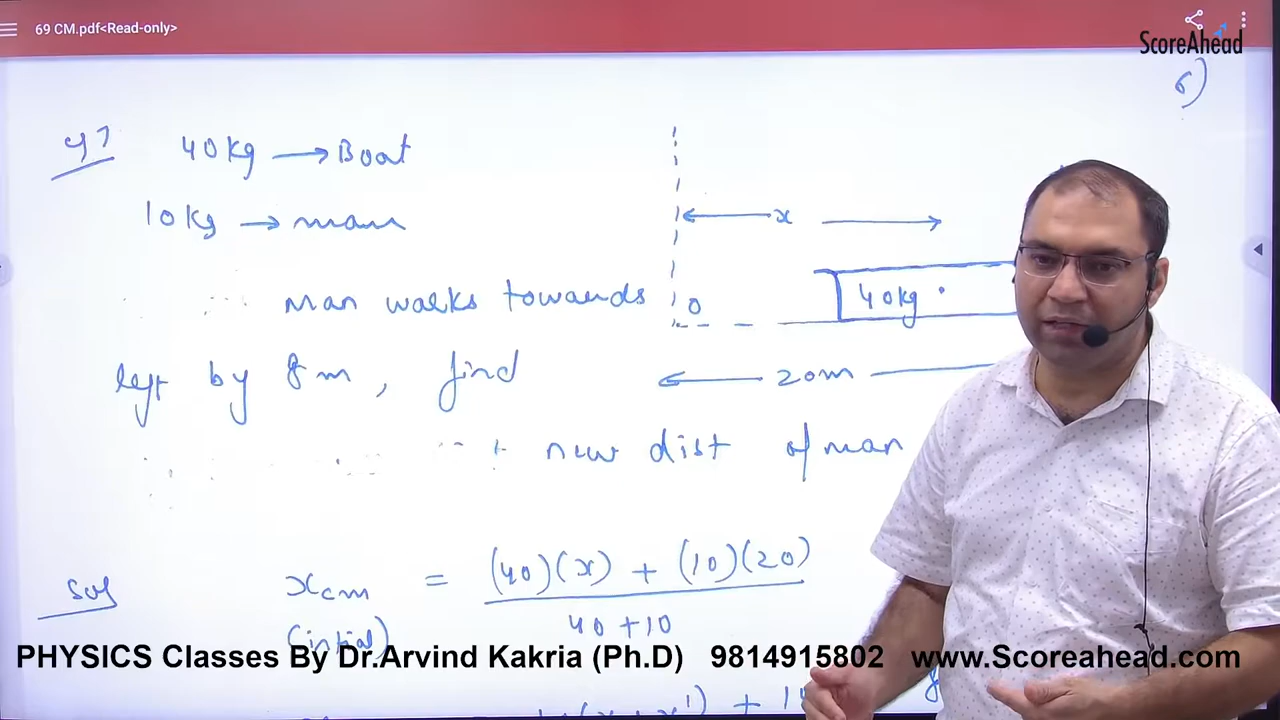 69 CM.pdf<Read-only>
ScoreAhead
6)
47 40kg → Boat
10kg → man
x
man walks towards
0
40kg
left by 8m, find
20m
new dist of man
Sol xcm = (40)(x) + (10)(20)
40+10
(initial)
PHYSICS Classes By Dr.Arvind Kakria (Ph.D) 9814915802 www.Scoreahead.com